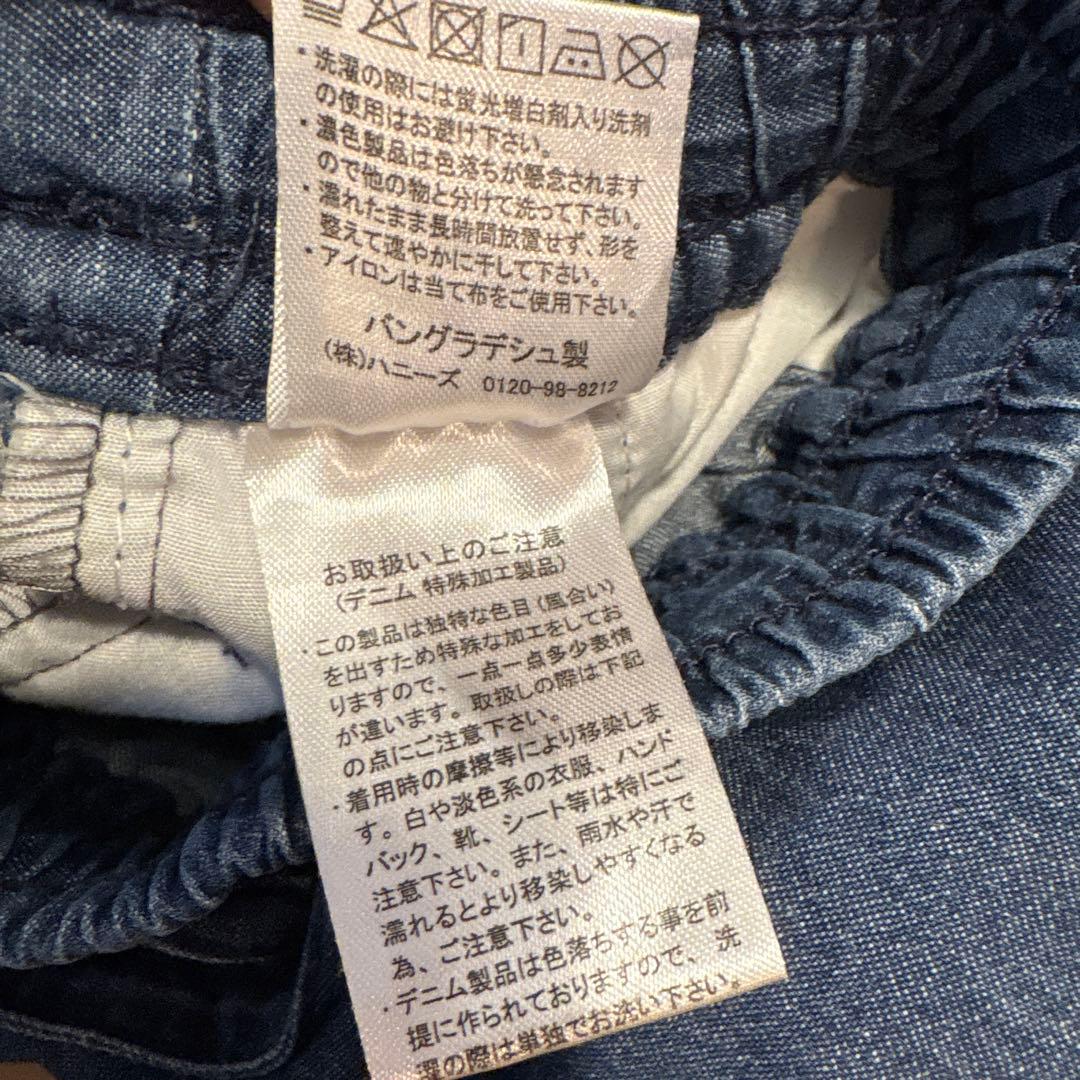 ・洗濯の際には蛍光増白剤入り洗剤
の使用はお避け下さい。
・濃色製品は色落ちが懸念されます
ので他の物と分けて洗って下さい。
・濡れたまま長時間放置せず、形を
整えて速やかに干して下さい。
・アイロンは当て布をご使用下さい。
バングラデシュ製
(株)ハニーズ 0120-98-8212
お取扱い上のご注意
(デニム 特殊加工製品)
・この製品は独特な色目(風合い)
を出すため特殊な加工をしてお
りますので、一点一点多少表情
が違います。取扱しの際は下記
の点にご注意下さい。
・着用時の摩擦等により移染しま
す。白や淡色系の衣服、ハンド
バック、靴、シート等は特にご
注意下さい。また、雨水や汗で
濡れるとより移染しやすくなる
為、ご注意下さい。
・デニム製品は色落ちする事を前
提に作られておりますので、洗
濯の際は単独でお洗い下さい。